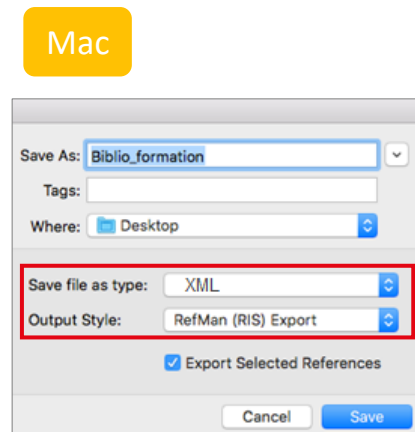 Mac
Save As: Biblio_formation
Tags:
Where: Desktop
Save file as type: XML
Output Style: RefMan (RIS) Export
Export Selected References
Cancel Save